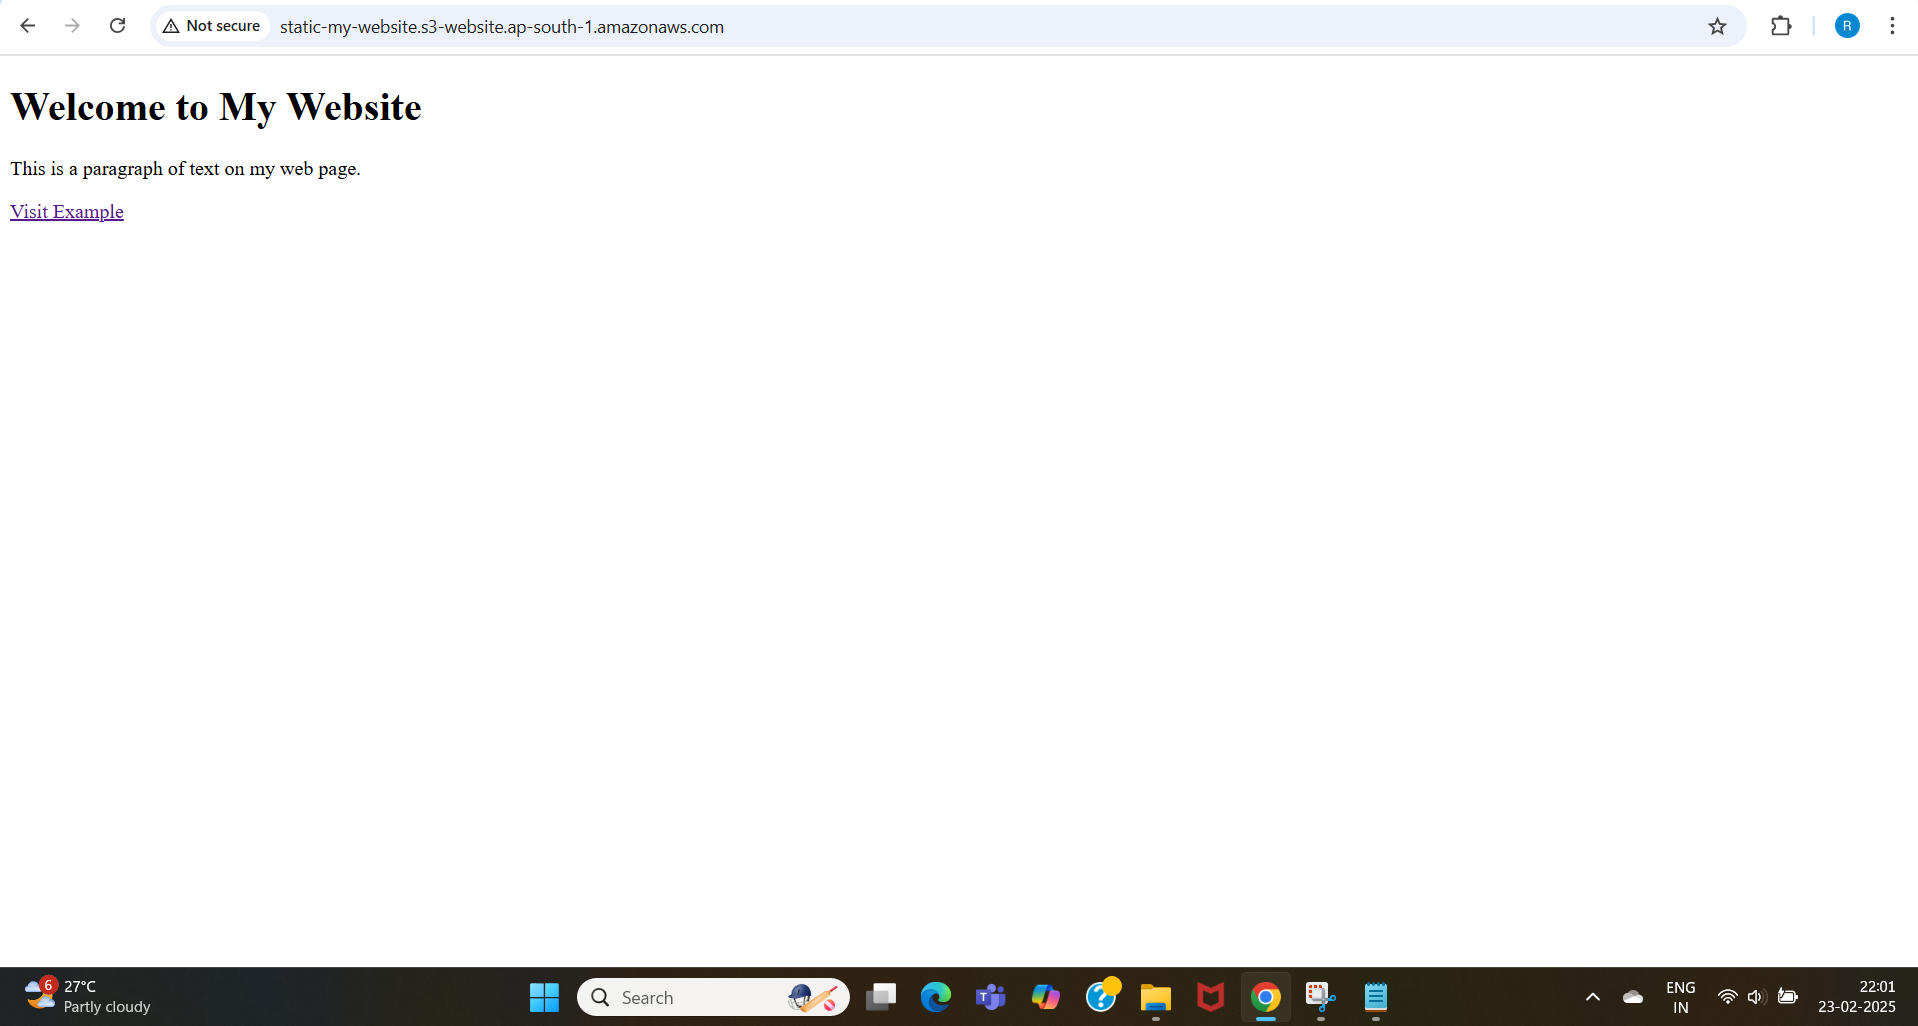 Not secure static-my-website.s3-website.ap-south-1.amazonaws.com R
Welcome to My Website
This is a paragraph of text on my web page.
Visit Example
6 27°C
Partly cloudy
Search
T
?
ENG
IN
22:01
23-02-2025